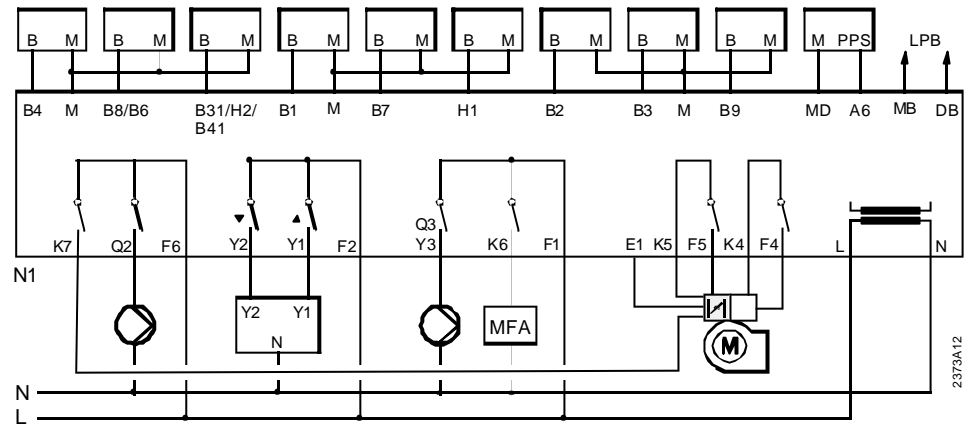 B M B M B M B M B M B M B M B M B M M PPS LPB
B4 M B8/B6 B31/H2/ B1 M B7 H1 B2 B3 M B9 MD A6 MB DB
B41
Q3
K7 Q2 F6 Y2 Y1 F2 Y3 K6 F1 E1 K5 F5 K4 F4 L N
N1
Y2 Y1
N
MFA
M
2373A12
N
L